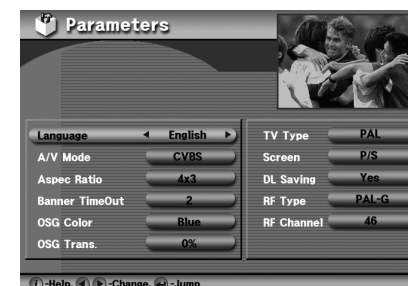 Parameters
Language English
A/V Mode CVBS
Aspec Ratio 4x3
Banner TimeOut 2
OSG Color Blue
OSG Trans. 0%
TV Type PAL
Screen P/S
DL Saving Yes
RF Type PAL-G
RF Channel 46
i -Help, -Change, -Jump